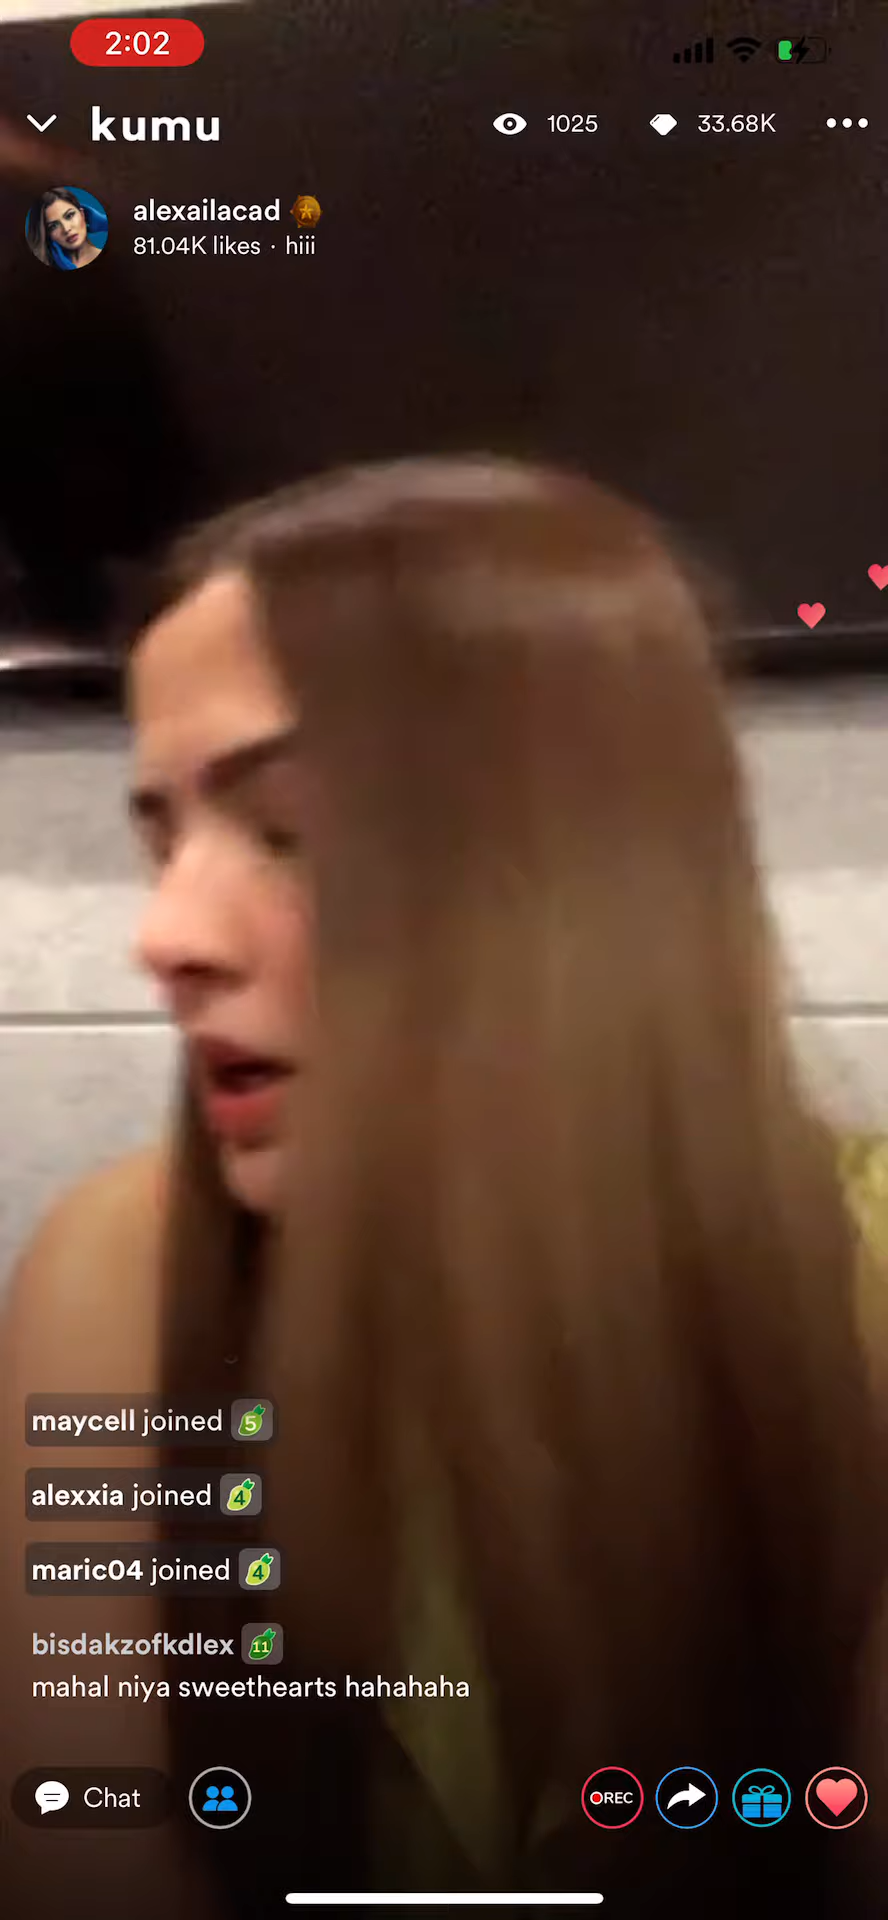 2:02
kumu
1025
33.68K
alexailacad
81.04K likes · hiii
maycell joined 5
alexxia joined 4
maric04 joined 4
bisdakzofkdlex 11
mahal niya sweethearts hahahaha
Chat
REC